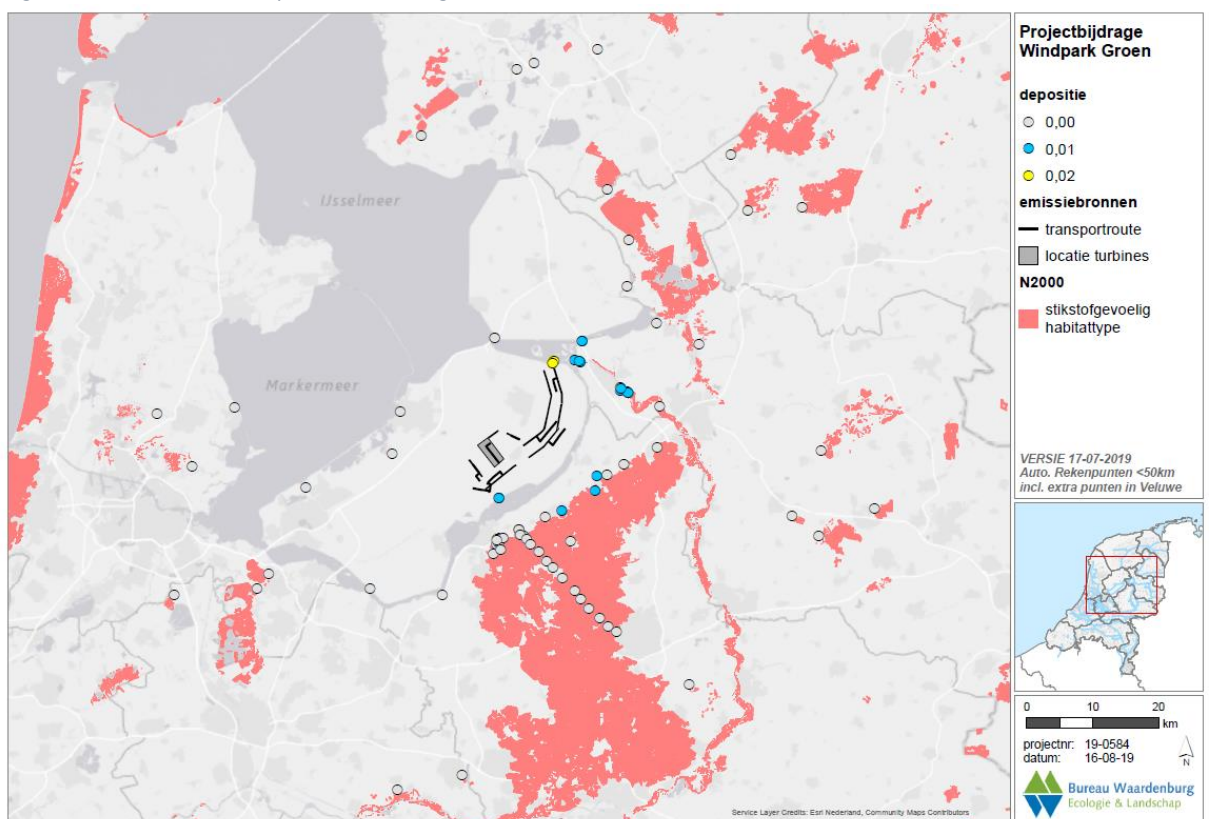 IJsselmeer
Markermeer
Service Layer Credits: Esri Nederland, Community Maps Contributors
Projectbijdrage
Windpark Groen
depositie
0,00
0,01
0,02
emissiebronnen
transportroute
locatie turbines
N2000
stikstofgevoelig
habitattype
VERSIE 17-07-2019
Auto. Rekenpunten <50km
incl. extra punten in Veluwe
0 10 20
km
projectnr: 19-0584
datum: 16-08-19
N
Bureau Waardenburg
Ecologie & Landschap